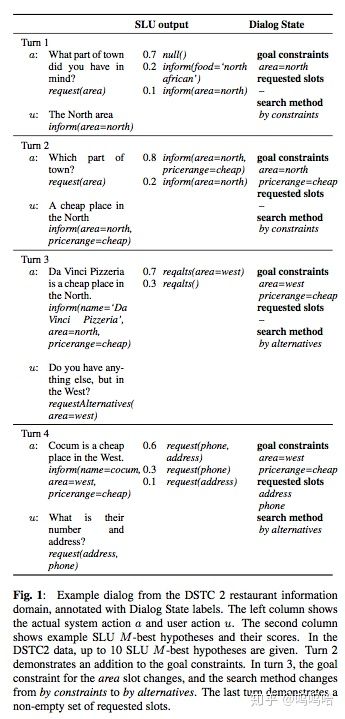 SLU output Dialog State
Turn 1
a: What part of town 0.7 null() goal constraints
did you have in 0.2 inform(food='north area=north
mind? african') requested slots
request(area) 0.1 inform(area=north) –
search method
u: The North area by constraints
inform(area=north)
Turn 2
a: Which part of 0.8 inform(area=north, goal constraints
town? pricerange=cheap) area=north
request(area) 0.2 inform(area=north) pricerange=cheap
requested slots
u: A cheap place in –
the North search method
inform(area=north, by constraints
pricerange=cheap)
Turn 3
a: Da Vinci Pizzeria 0.7 reqalts(area=west) goal constraints
is a cheap place in 0.3 reqalts() area=west
the North. pricerange=cheap
inform(name='Da requested slots
Vinci Pizzeria', –
area=north, search method
pricerange=cheap) by alternatives
u: Do you have any-
thing else, but in
the West?
requestAlternatives(
area=west)
Turn 4
a: Cocum is a cheap 0.6 request(phone, goal constraints
place in the West. address) area=west
inform(name=cocum, 0.3 request(phone) pricerange=cheap
area=west, 0.1 request(address) requested slots
pricerange=cheap) address
phone
u: What is their search method
number and by alternatives
address?
request(address,
phone)
Fig. 1: Example dialog from the DSTC 2 restaurant information
domain, annotated with Dialog State labels. The left column shows
the actual system action a and user action u. The second column
shows example SLU M-best hypotheses and their scores. In the
DSTC2 data, up to 10 SLU M-best hypotheses are given. Turn 2
demonstrates an addition to the goal constraints. In turn 3, the goal
constraint for the area slot changes, and the search method changes
from by constraints to by alternatives. The last turn demonstrates a
non-empty set of requested slots.